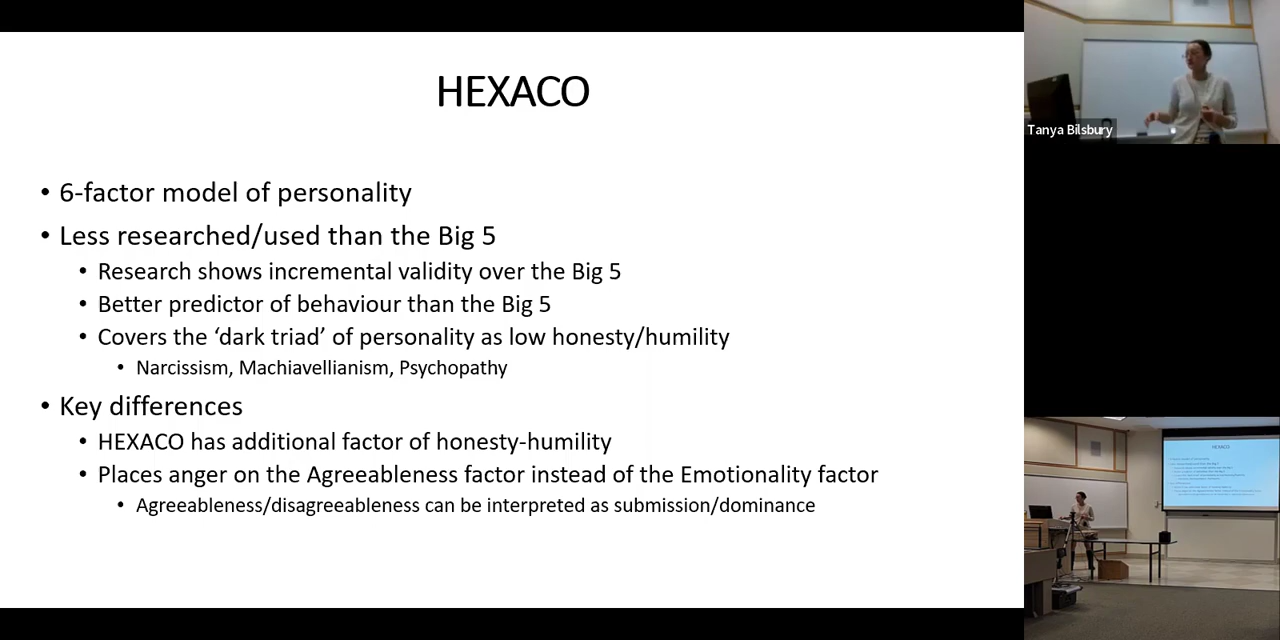 HEXACO
• 6-factor model of personality
• Less researched/used than the Big 5
• Research shows incremental validity over the Big 5
• Better predictor of behaviour than the Big 5
• Covers the ‘dark triad’ of personality as low honesty/humility
• Narcissism, Machiavellianism, Psychopathy
• Key differences
• HEXACO has additional factor of honesty-humility
• Places anger on the Agreeableness factor instead of the Emotionality factor
• Agreeableness/disagreeableness can be interpreted as submission/dominance
Tanya Bilsbury
HEXACO